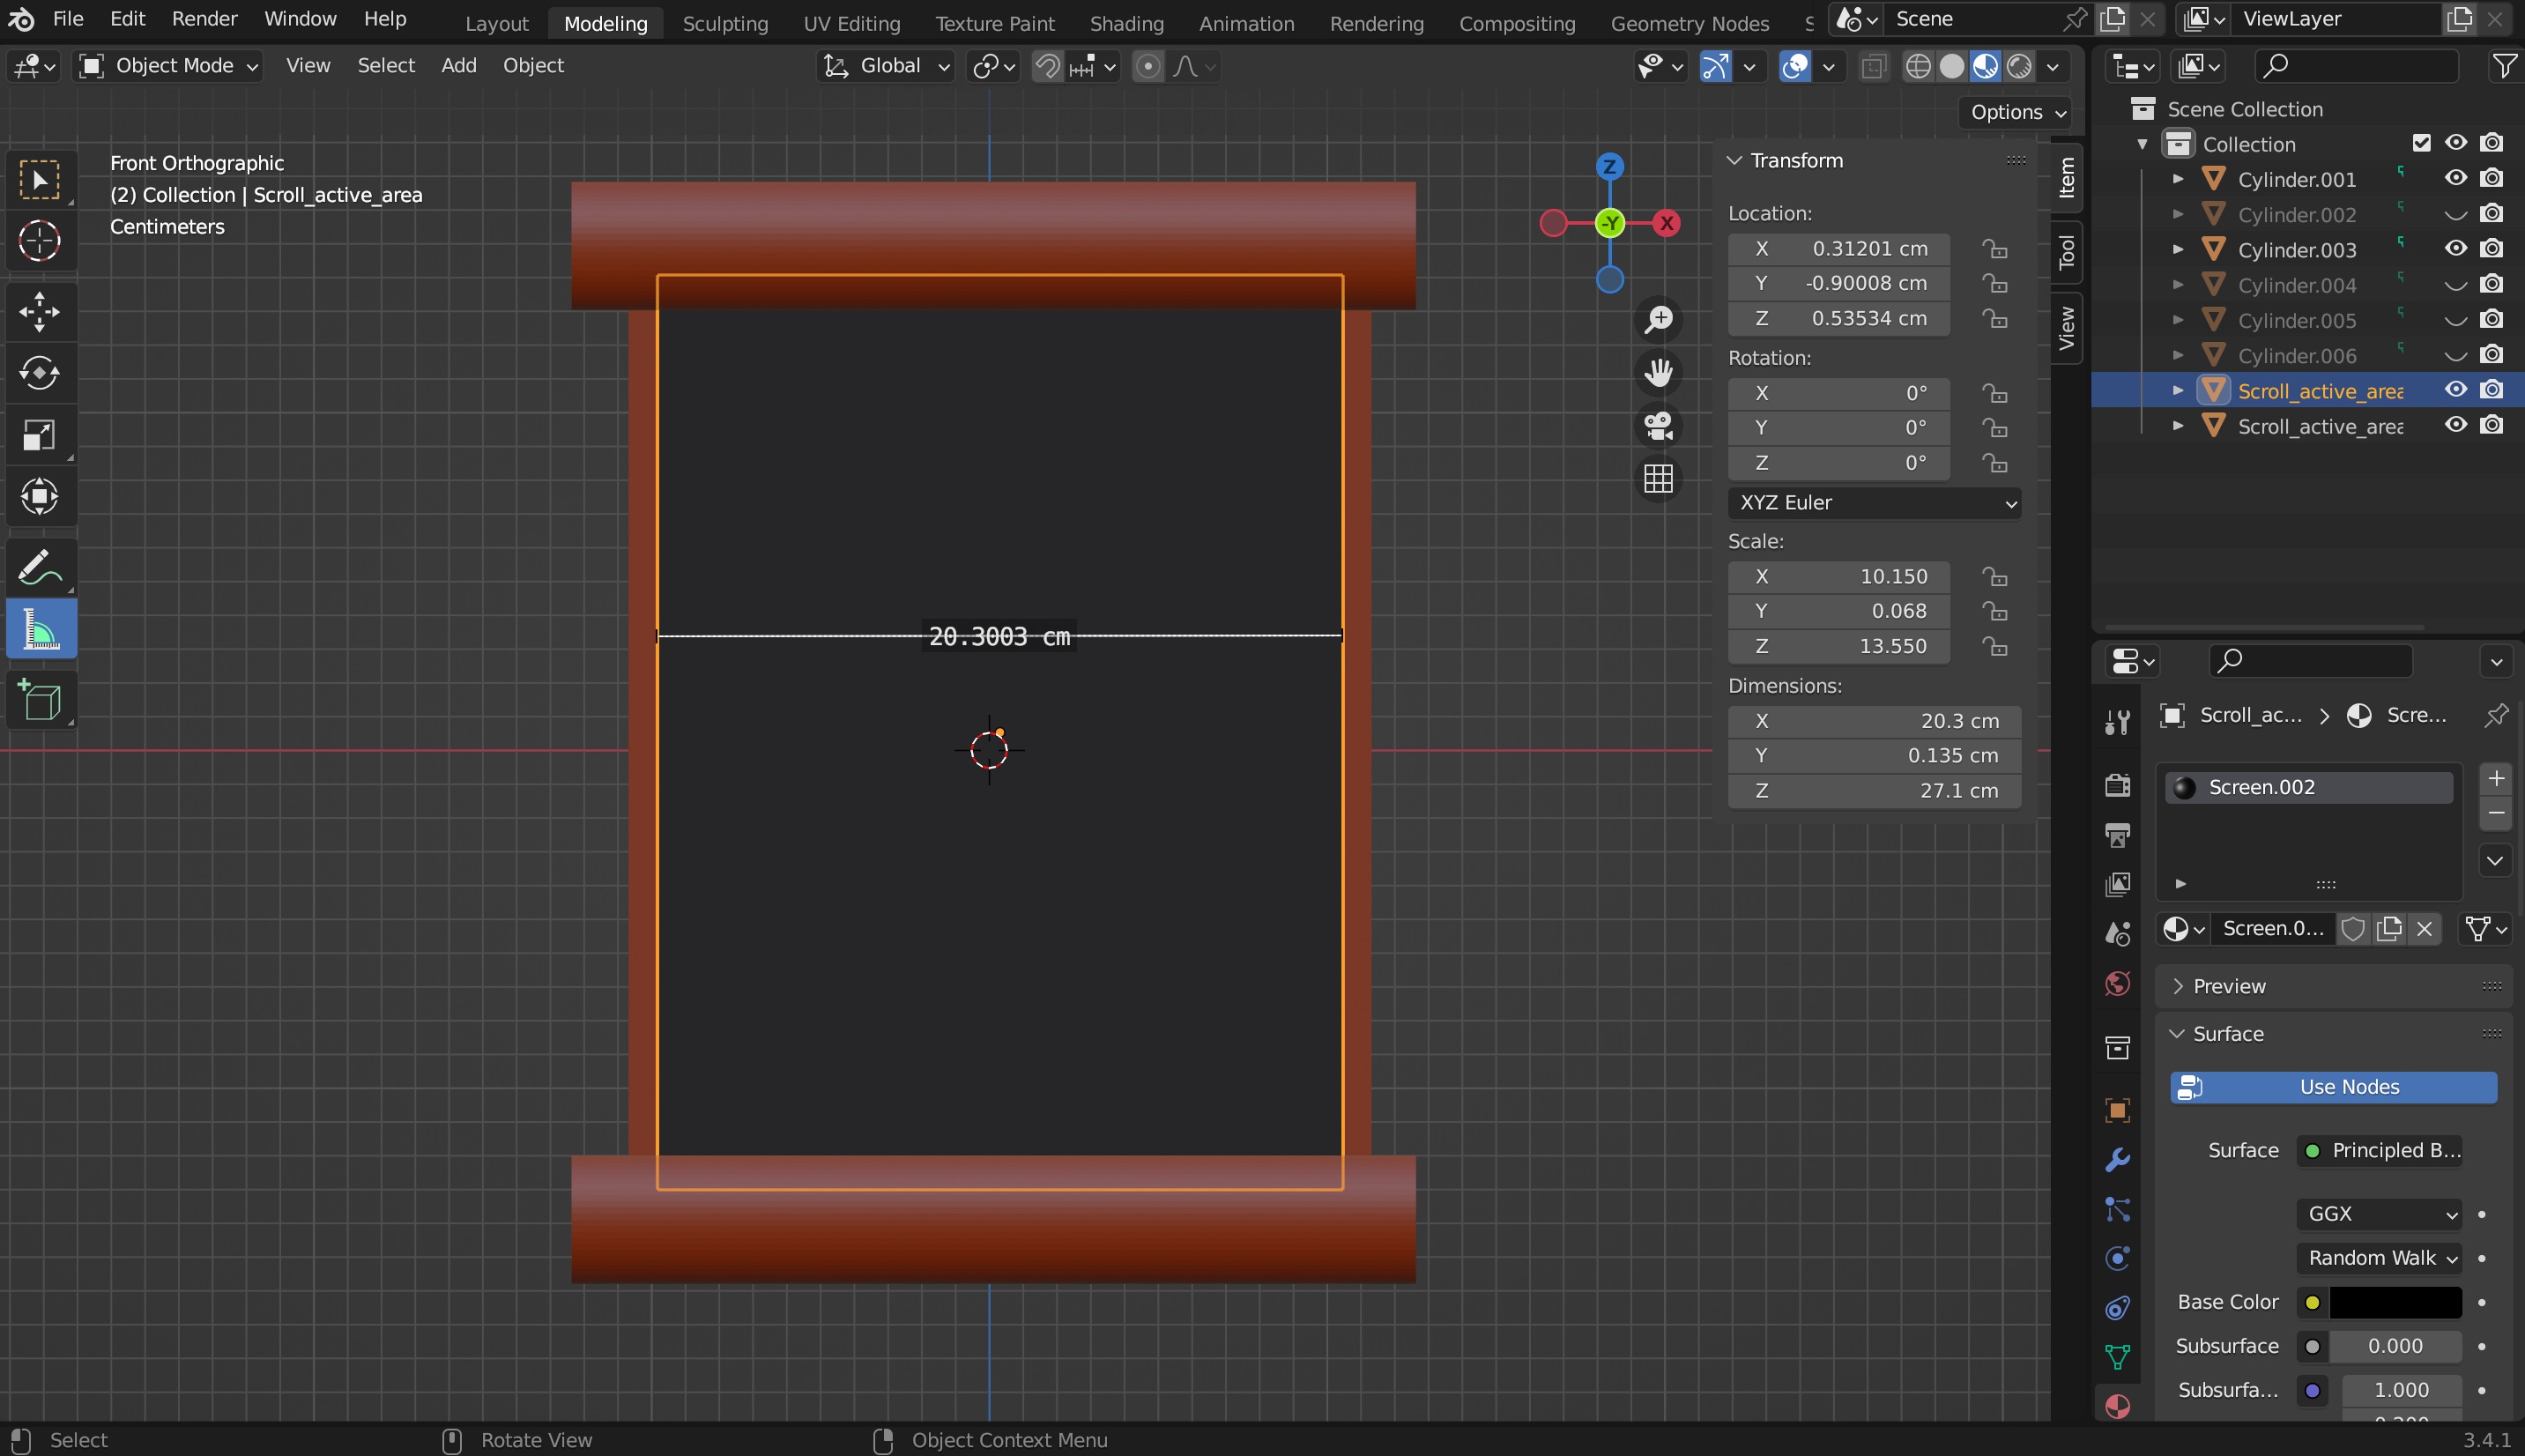 File Edit Render Window Help
Layout Modeling Sculpting UV Editing Texture Paint Shading Animation Rendering Compositing Geometry Nodes S
Scene ViewLayer
Object Mode View Select Add Object Global
Options
Front Orthographic
(2) Collection | Scroll_active_area
Centimeters
Z
-Y
X
20.3003 cm
Transform
Location:
X 0.31201 cm
Y -0.90008 cm
Z 0.53534 cm
Rotation:
X 0°
Y 0°
Z 0°
XYZ Euler
Scale:
X 10.150
Y 0.068
Z 13.550
Dimensions:
X 20.3 cm
Y 0.135 cm
Z 27.1 cm
Item
Tool
View
Scene Collection
Collection
Cylinder.001
Cylinder.002
Cylinder.003
Cylinder.004
Cylinder.005
Cylinder.006
Scroll_active_area
Scroll_active_area
Scroll_ac... Scre...
Screen.002
Screen.0...
Preview
Surface
Use Nodes
Surface Principled B...
GGX
Random Walk
Base Color
Subsurface 0.000
Subsurfa... 1.000
Select Rotate View Object Context Menu 3.4.1